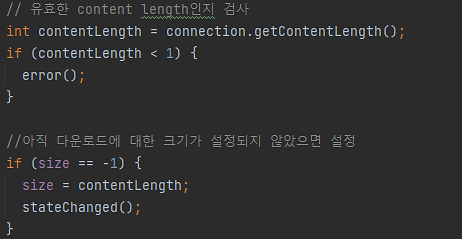 // 유효한 content length인지 검사
int contentLength = connection.getContentLength();
if (contentLength < 1) {
  error();
}

//아직 다운로드에 대한 크기가 설정되지 않았으면 설정
if (size == -1) {
  size = contentLength;
  stateChanged();
}